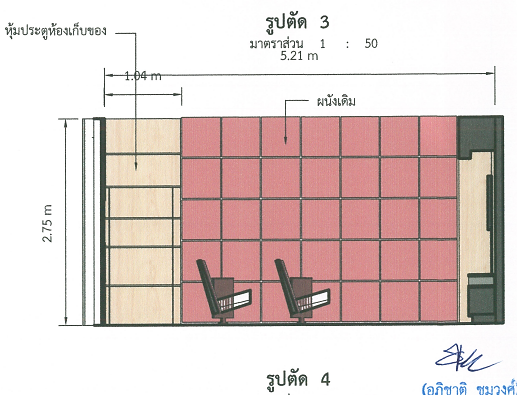 รูปตัด 3
หุ้มประตูห้องเก็บของ
มาตราส่วน 1 : 50
5.21 m
1.04 m
ผนังเดิม
2.75 m
รูปตัด 4
(อภิชาติ ชมวงศ์)